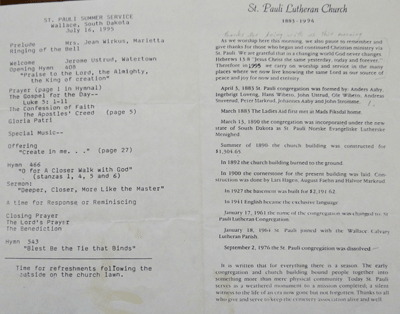 ST. PAULI SUMMER SERVICE
Wallace, South Dakota
July 16, 1995
Prelude Mrs. Jean Wirkus, Marietta
Ringing of the Bell
Welcome Jerome Ustrud, Watertown
Opening Hymn 408
"Praise to the Lord, the Almighty,
the King of creation"
Prayer (page 1 in Hymnal)
The Gospel for the Day--
Luke 5: 1-11
The Confession of Faith
The Apostles' Creed (page 3)
Gloria Patri
Special Music--
Offering
"Create in me. . ." (page 27)
Hymn 466
"O for A Closer Walk with God"
(stanzas 1, 4, 5 and 6)
Sermon:
"Deeper, Closer, More Like the Master"
A time for Response or Reminiscing
Closing Prayer
The Lord's Prayer
The Benediction
Hymn 543
"Blest Be the Tie that Binds"
Time for refreshments following the
outside on the church lawn.
St. Pauli Lutheran Church
1883-1976
As we worship here this morning, we also pause to remember and
give thanks for those who began and continued Christian ministry via
St. Pauli. We are grateful that in a changing world God never changes.
Hebrews 13:8 "Jesus Christ the same yesterday, today and forever."
Therefore in 1995 we carry on worship and service in the many
places where we now live knowing the same Lord as our source of
peace and joy for now and eternity.
April 3, 1883 St. Pauli congregation was formed by: Anders Aaby,
Ingebrigt Loeing, Hans Wibeto, John Ustrud, Ole Wibeto, Andreas
Stvertrud, Peter Starkrud, Johannes Aaby and John Fonnume.
March 1885 The Ladies Aid first met at Mads Fiksdal home.
March 13, 1890 the congregation was incorporated under the new
state of South Dakota as St. Pauli Norske Evangeliske Lutherske
Menighed.
Summer of 1896 the church building was constructed for
$1,304.65.
In 1892 the church building burned to the ground.
In 1900 the cornerstone for the present building was laid. Construction
was done by Lars Hagen, August Fuchs and Halvor Markrud
In 1927 the basement was built for $2,191.62.
In 1941 English became the exclusive language
January 17, 1961 the name of the congregation was changed to: St.
Pauli Lutheran Congregation.
January 18, 1964 St. Pauli joined with the Wallace Calvary
Lutheran Parish.
September 2, 1976 the St. Pauli congregation was dissolved.
It is written that for everything there is a season. The early
congregation and church building bound people together into
something more than mere physical community. Today St. Pauli
serves as a weathered monument to a mission completed, a silent
witness to the life of an era now gone but not forgotten. Thanks to all
who give and serve to keep the cemetery association alive and well.